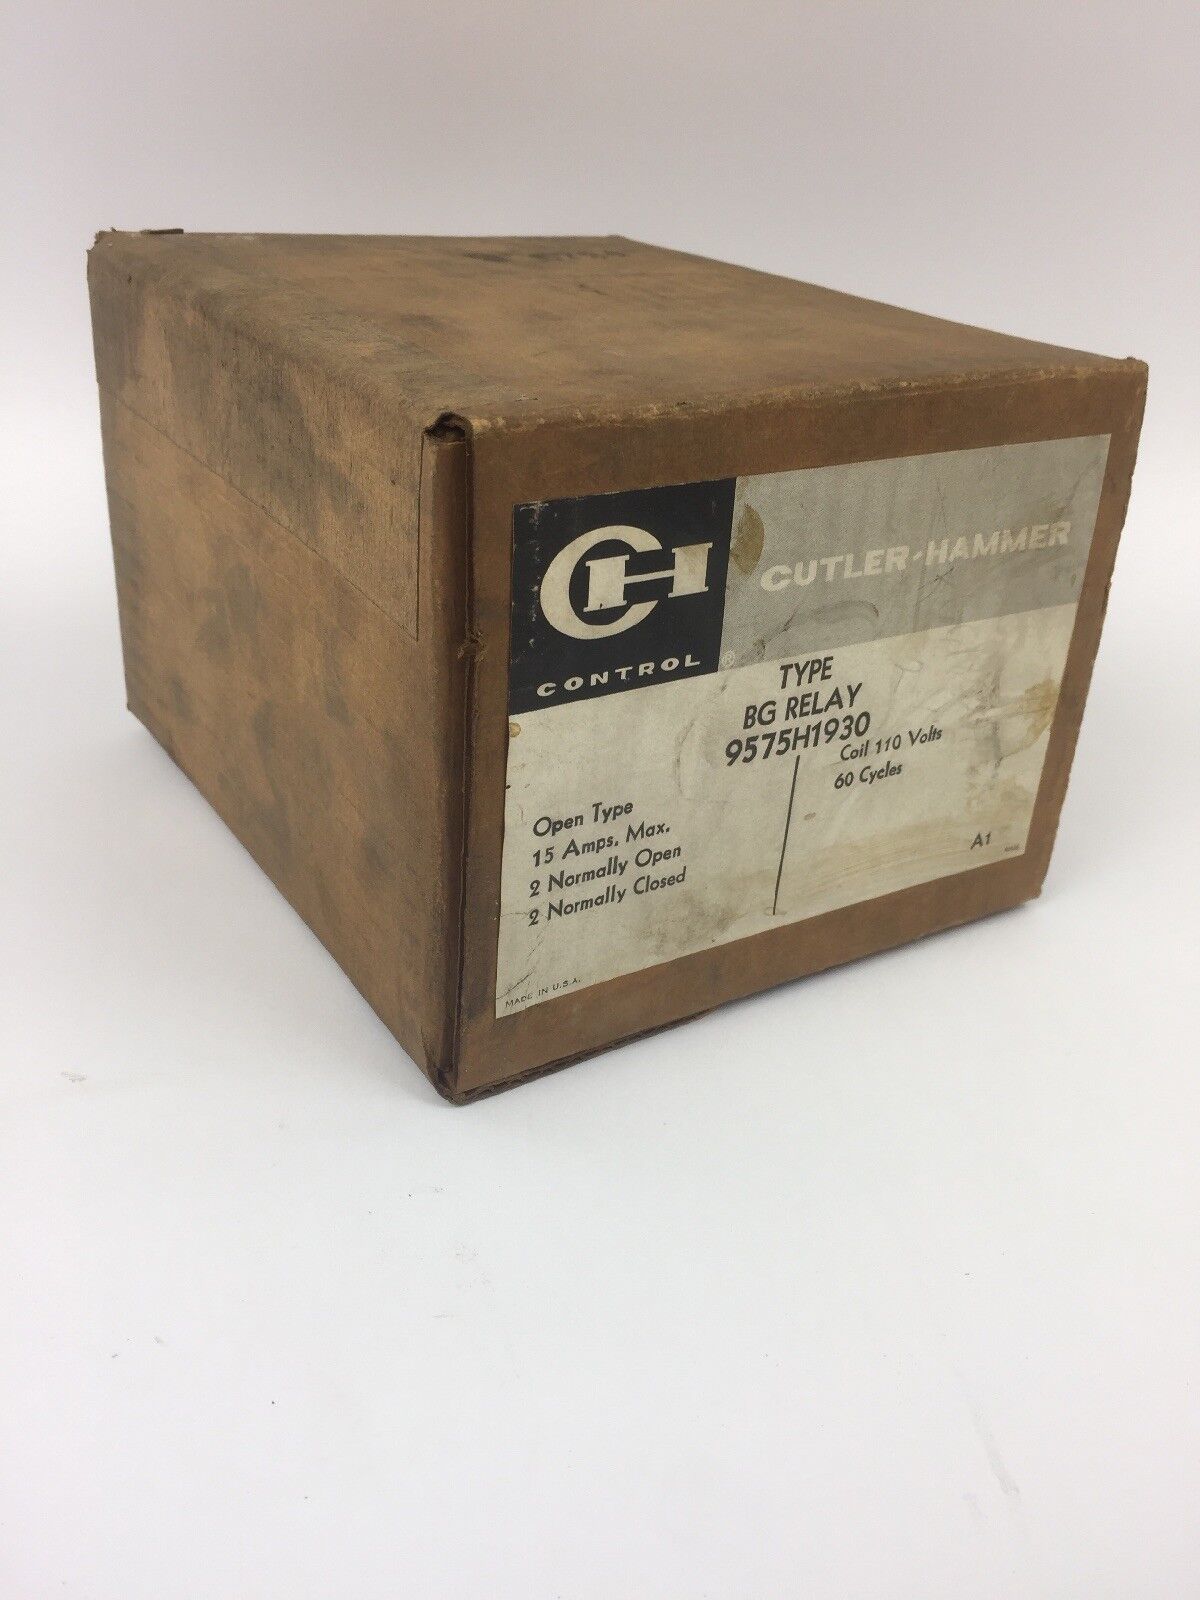 CH
CONTROL ®
CUTLER-HAMMER
TYPE
BG RELAY
9575H1930
Coil 110 Volts
60 Cycles
Open Type
15 Amps. Max.
2 Normally Open
2 Normally Closed
A1
MADE IN U.S.A.